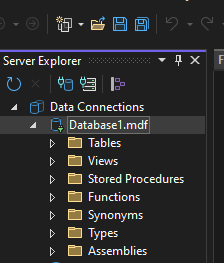 Server Explorer
Data Connections
Database1.mdf
Tables
Views
Stored Procedures
Functions
Synonyms
Types
Assemblies